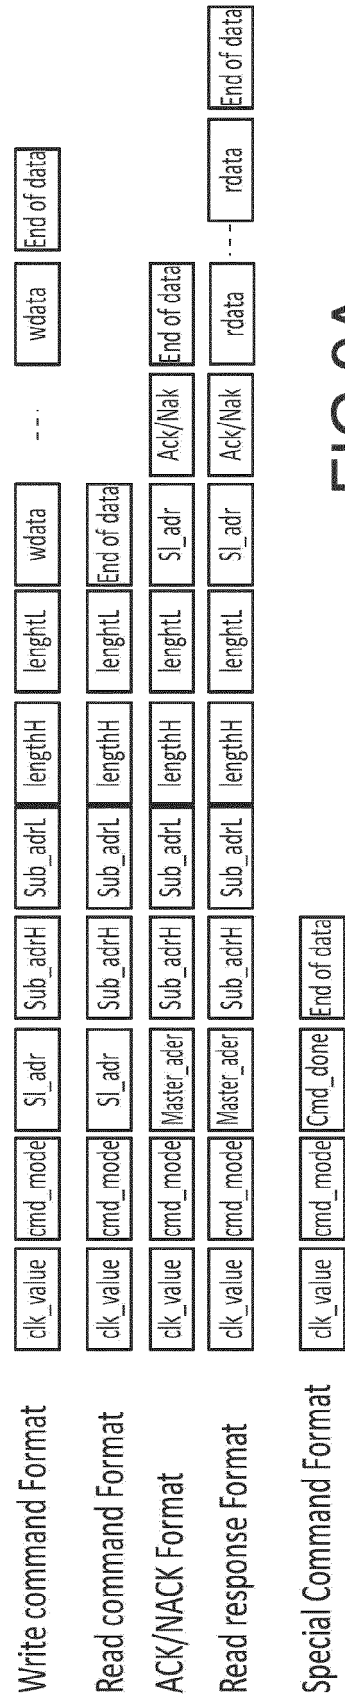 Write command Format clk_value cmd_mode Sl_adr Sub_adrH Sub_adrL lengthH lenghtL wdata --- wdata End of data
Read command Format clk_value cmd_mode Sl_adr Sub_adrH Sub_adrL lengthH lenghtL End of data
ACK/NACK Format clk_value cmd_mode Master_ader Sub_adrH Sub_adrL lengthH lenghtL Sl_adr Ack/Nak End of data
Read response Format clk_value cmd_mode Master_ader Sub_adrH Sub_adrL lengthH lenghtL Sl_adr Ack/Nak rdata --- rdata End of data
Special Command Format clk_value cmd_mode Cmd_done End of data